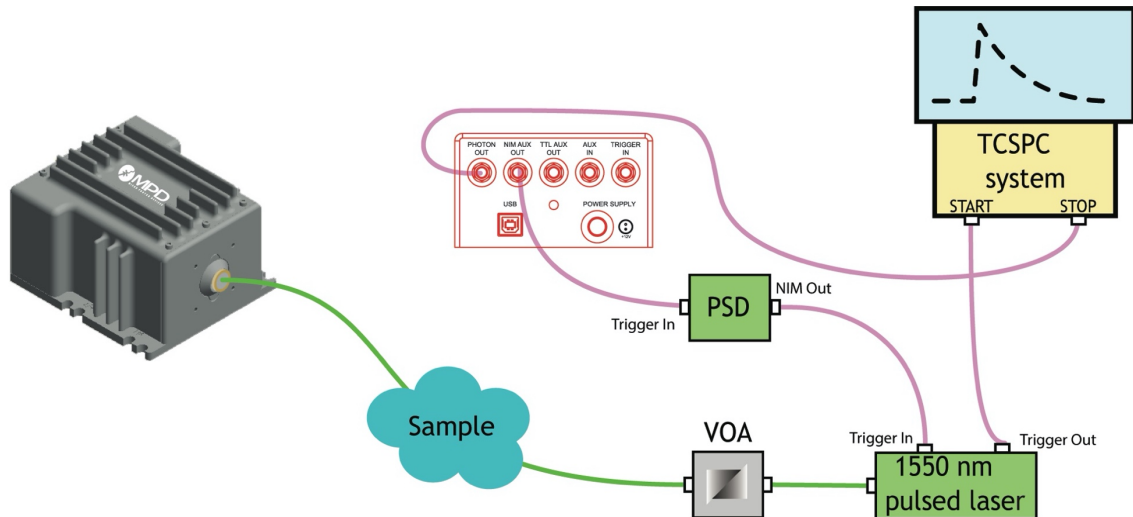 MPD
PHOTON OUT
NIM AUX OUT
TTL AUX OUT
AUX IN
TRIGGER IN
USB
POWER SUPPLY
+12V
TCSPC
system
START
STOP
PSD
NIM Out
Trigger In
Sample
VOA
Trigger In
Trigger Out
1550 nm
pulsed laser